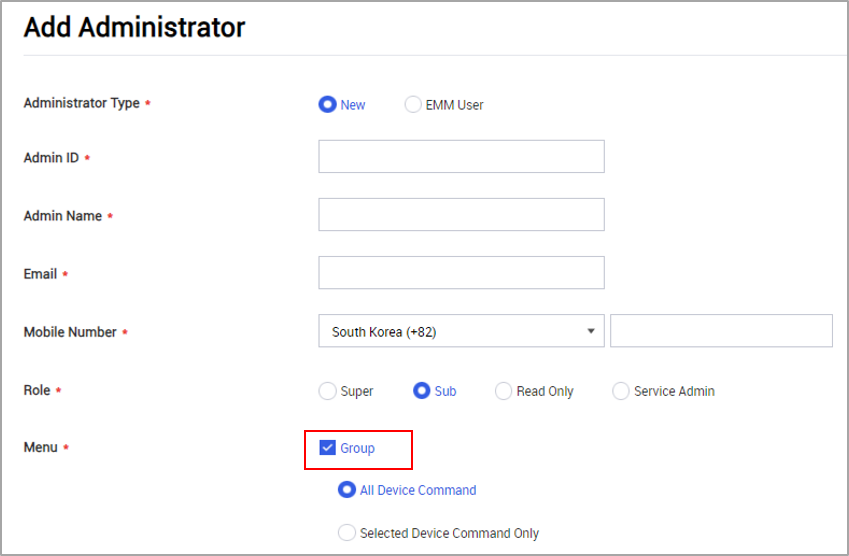 Add Administrator
Administrator Type * New EMM User
Admin ID *
Admin Name *
Email *
Mobile Number * South Korea (+82)
Role * Super Sub Read Only Service Admin
Menu * Group
All Device Command
Selected Device Command Only